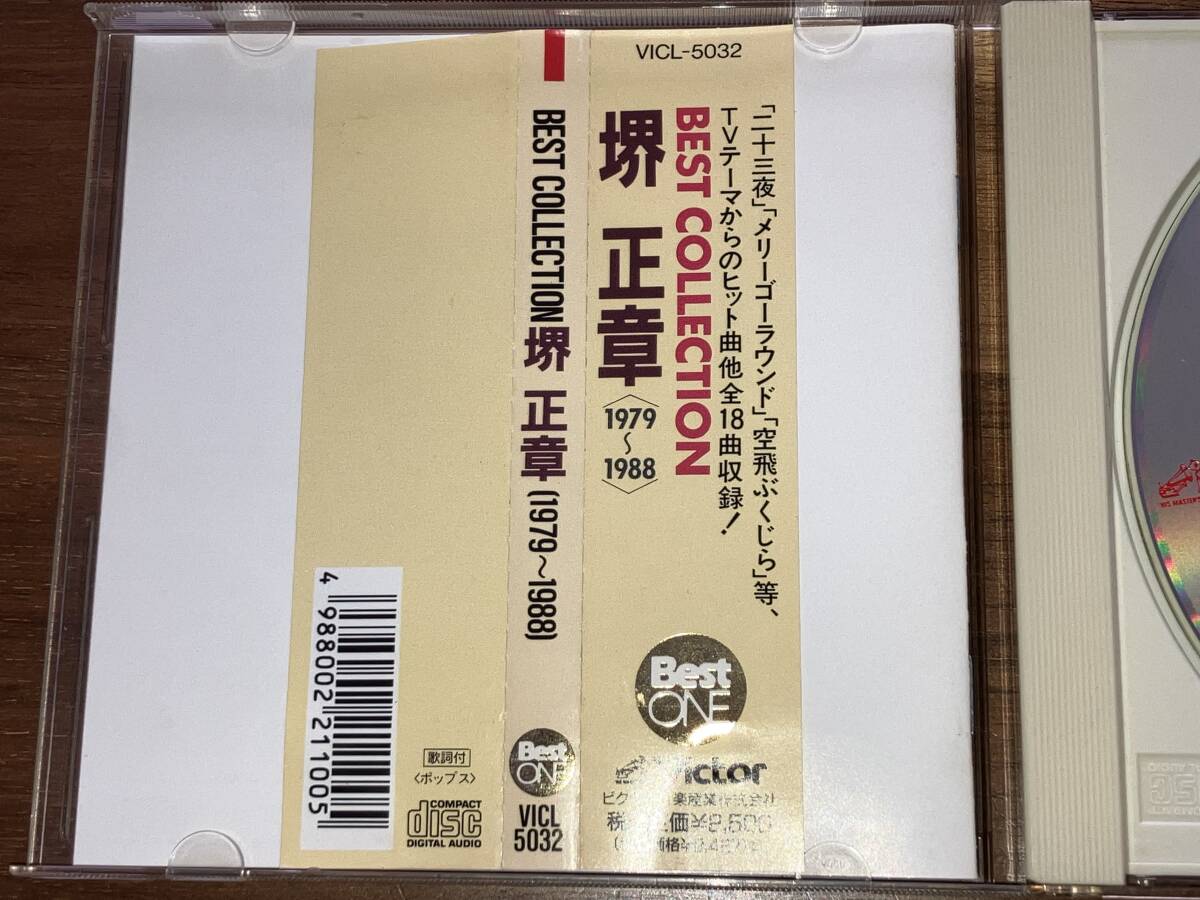 VICL-5032
「二十三夜」「メリーゴーラウンド」「空飛ぶくじら」等、
TVテーマからのヒット曲他全18曲収録!
BEST COLLECTION
堺 正章
〈1979〜1988〉
Best
ONE
Victor
BEST COLLECTION 堺 正章 (1979〜1988)
Best
ONE
VICL
5032
4 988002 211005
歌詞付
〈ポップス〉
COMPACT
disc
DIGITAL AUDIO